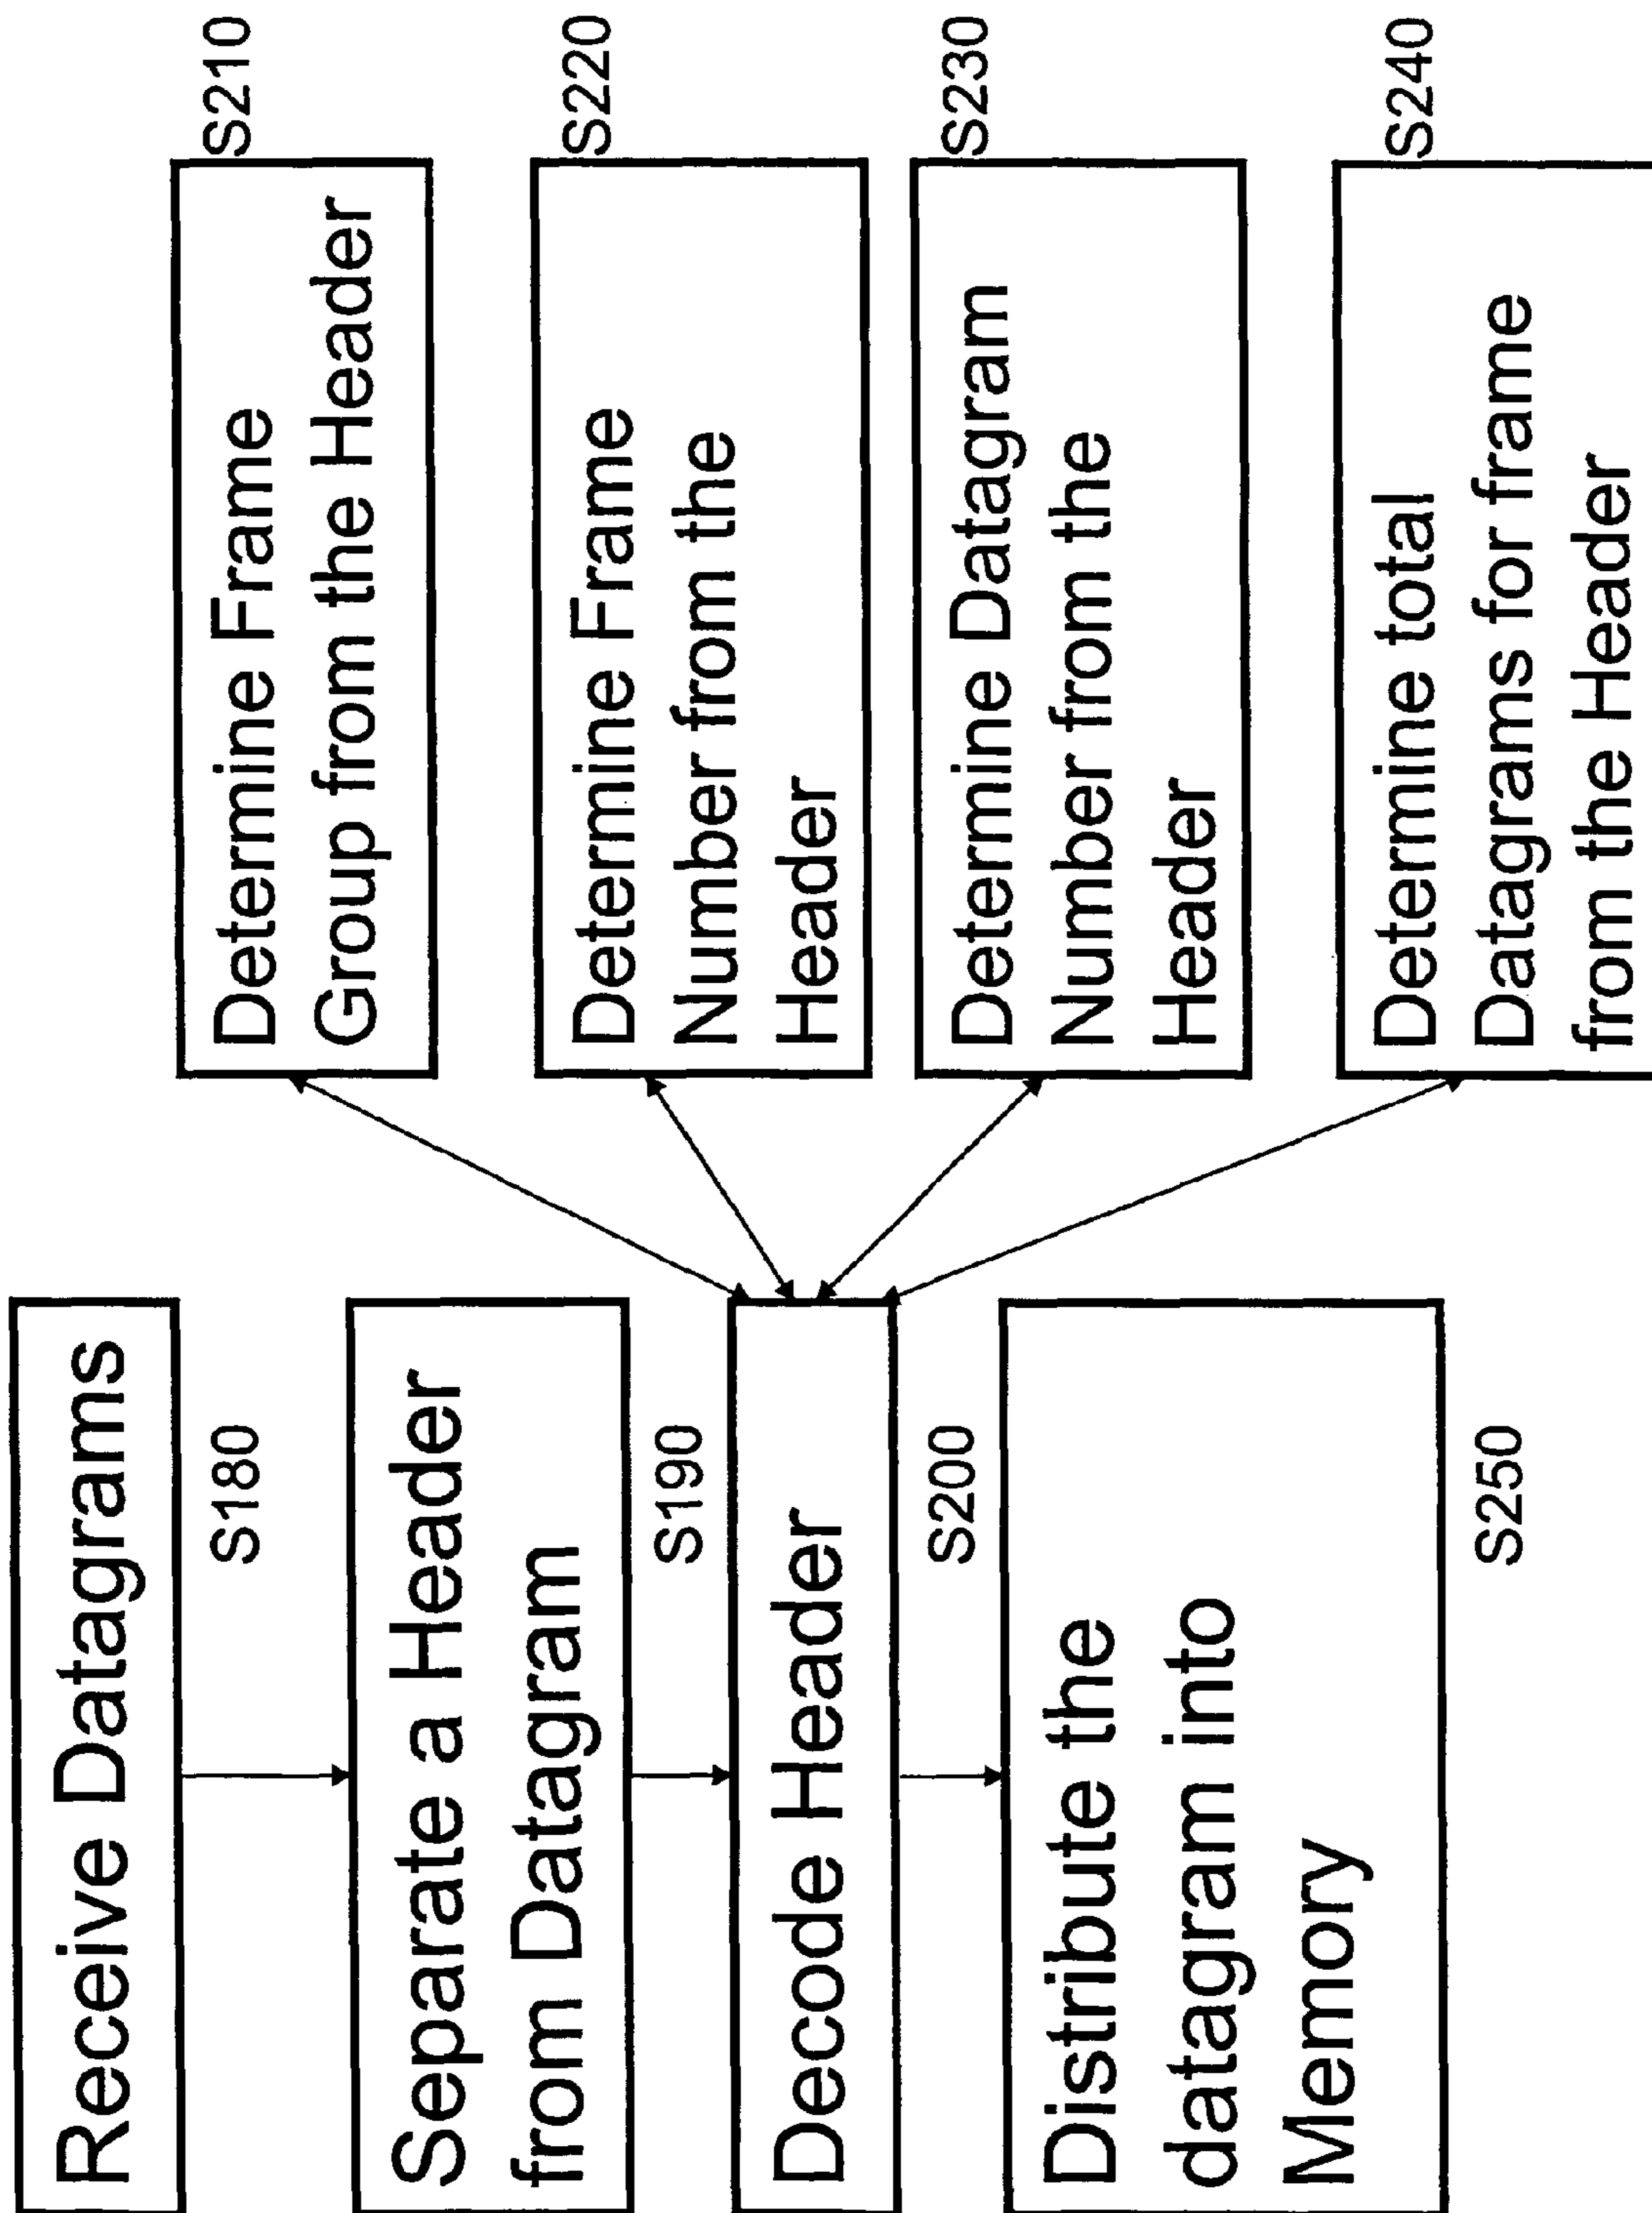 Receive Datagrams
S180
Separate a Header
from Datagram
S190
Decode Header
S200
Distribute the
datagram into
Memory
S250
Determine Frame
Group from the Header
S210
Determine Frame
Number from the
Header
S220
Determine Datagram
Number from the
Header
S230
Determine total
Datagrams for frame
from the Header
S240